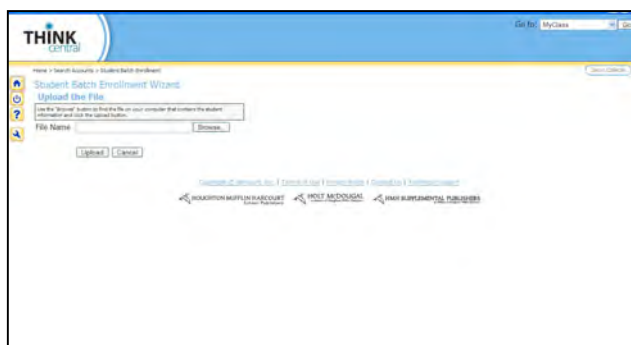 THINK central
Go to: MyClass Go
Home > Search Accounts > Student Batch Enrollment
Student Batch Enrollment Wizard
Upload the File
Use the "Browse" button to find the file on your computer that contains the student
information and click the upload button.
File Name Browse...
Upload Cancel
HOUGHTON MIFFLIN HARCOURT HOLT MCDOUGAL HMH SUPPLEMENTAL PUBLISHERS